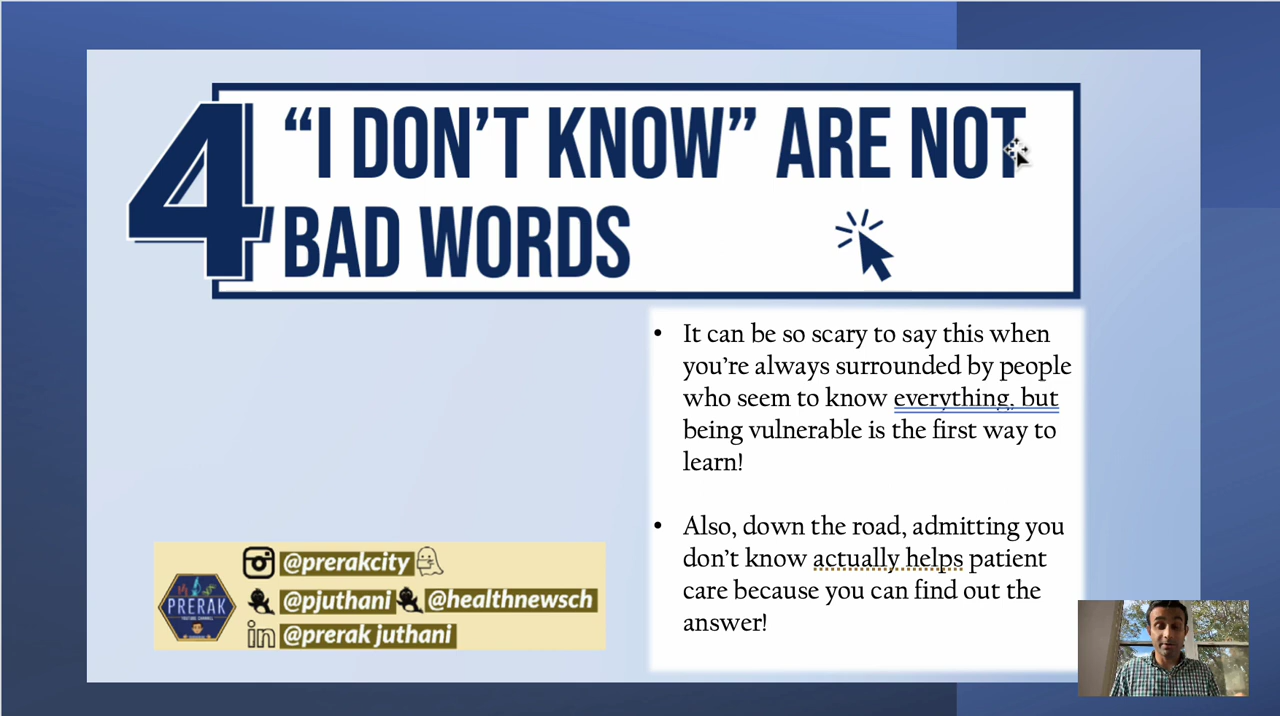 4
“I DON’T KNOW” ARE NOT
BAD WORDS
• It can be so scary to say this when
you’re always surrounded by people
who seem to know everything, but
being vulnerable is the first way to
learn!
• Also, down the road, admitting you
don’t know actually helps patient
care because you can find out the
answer!
@prerakcity
@pjuthani @healthnewsch
@prerak juthani
PRERAK
YOUTUBE CHANNEL